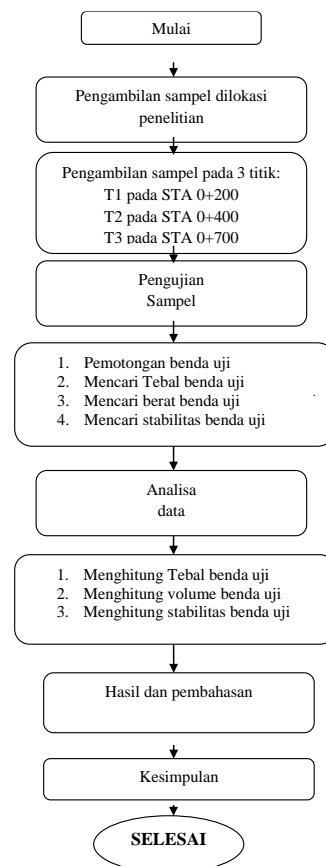 Mulai
Pengambilan sampel dilokasi
penelitian
Pengambilan sampel pada 3 titik:
T1 pada STA 0+200
T2 pada STA 0+400
T3 pada STA 0+700
Pengujian
Sampel
1. Pemotongan benda uji
2. Mencari Tebal benda uji
3. Mencari berat benda uji
4. Mencari stabilitas benda uji
Analisa
data
1. Menghitung Tebal benda uji
2. Menghitung volume benda uji
3. Menghitung stabilitas benda uji
Hasil dan pembahasan
Kesimpulan
SELESAI